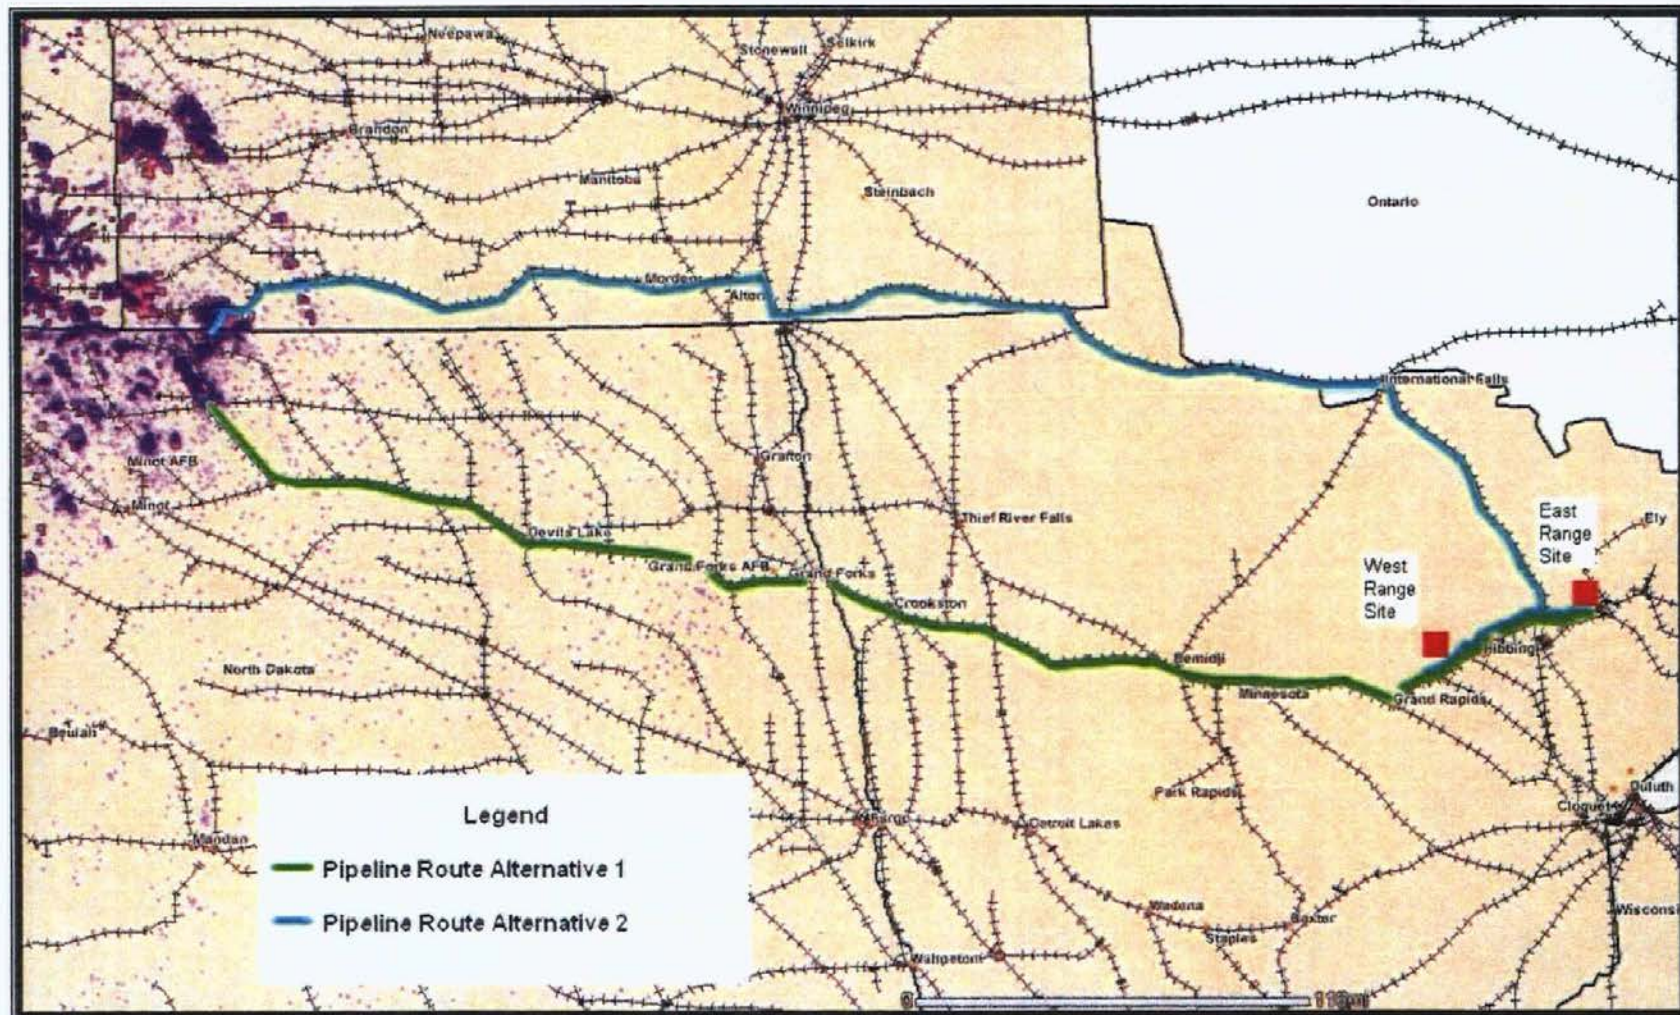 Neepawa
Stonewall
Selkirk
Winnipeg
Brandon
Manitoba
Steinbach
Ontario
Morden
Altona
International Falls
Minot AFB
Grafton
Minot
Thief River Falls
East
Range
Site
Ely
Devils Lake
West
Range
Site
Grand Forks AFB
Grand Forks
Crookston
Hibbing
North Dakota
Bemidji
Minnesota
Grand Rapids
Beulah
Park Rapids
Duluth
Cloquet
Legend
Fargo
Detroit Lakes
Mandan
Pipeline Route Alternative 1
Wadena
Baxter
Wisconsi
Pipeline Route Alternative 2
Staples
Wahpeton
0